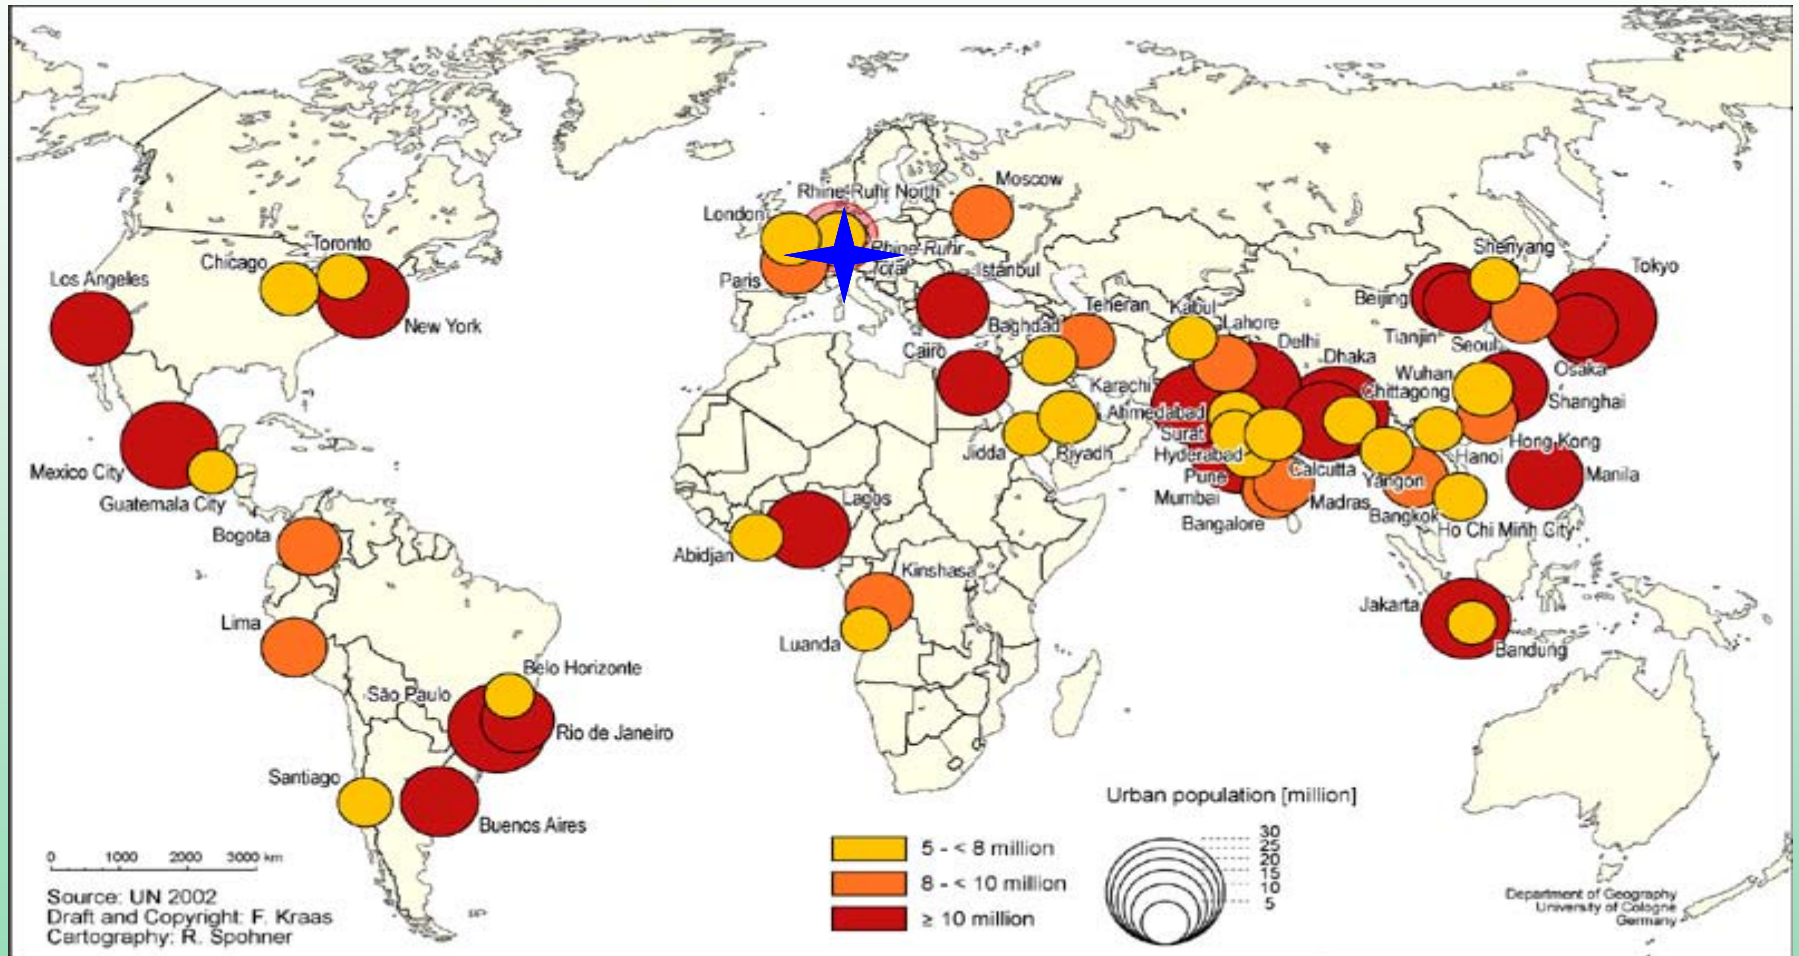 Rhine-Ruhr North
Moscow
London
Rhine-Ruhr
Total
Paris
Istanbul
Toronto
Chicago
Los Angeles
New York
Shenyang
Tokyo
Beijing
Tianjin
Seoul
Osaka
Teheran
Kabul
Lahore
Baghdad
Delhi
Dhaka
Cairo
Wuhan
Karachi
Chittagong
Shanghai
Ahmedabad
Surat
Jidda
Riyadh
Hyderabad
Hong Kong
Hanoi
Mexico City
Pune
Calcutta
Yangon
Manila
Guatemala City
Mumbai
Madras
Lagos
Bangalore
Bangkok
Ho Chi Minh City
Bogota
Abidjan
Kinshasa
Jakarta
Lima
Luanda
Bandung
Belo Horizonte
São Paulo
Rio de Janeiro
Santiago
Buenos Aires
Urban population [million]
30
25
20
15
10
5
5 - < 8 million
8 - < 10 million
≥ 10 million
0 1000 2000 3000 km
Source: UN 2002
Draft and Copyright: F. Kraas
Cartography: R. Spohner
Department of Geography
University of Cologne
Germany